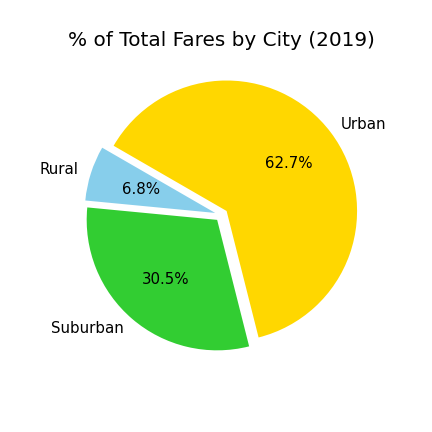 % of Total Fares by City (2019)
Urban
62.7%
Rural
6.8%
30.5%
Suburban